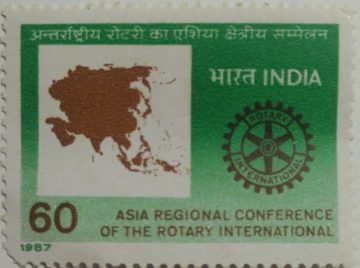 अन्तर्राष्ट्रीय रोटरी का एशिया क्षेत्रीय सम्मेलन
भारत INDIA
ROTARY
INTERNATIONAL
60
ASIA REGIONAL CONFERENCE
OF THE ROTARY INTERNATIONAL
1987